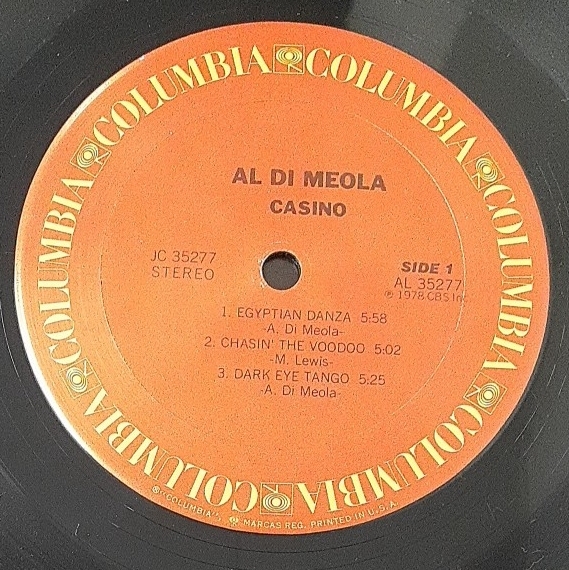 COLUMBIA COLUMBIA COLUMBIA COLUMBIA COLUMBIA COLUMBIA
AL DI MEOLA
CASINO
JC 35277
STEREO
SIDE 1
AL 35277
℗ 1978 CBS Inc.
1. EGYPTIAN DANZA 5:58
-A. Di Meola-
2. CHASIN' THE VOODOO 5:02
-M. Lewis-
3. DARK EYE TANGO 5:25
-A. Di Meola-
® "COLUMBIA", MARCAS REG. PRINTED IN U.S.A.